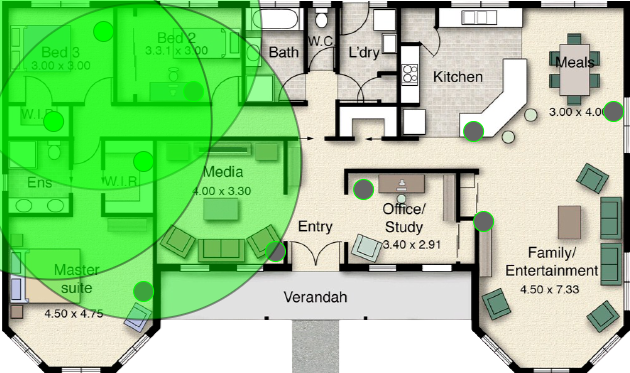 Bed 3
3.00 x 3.00
Bed 2
3.3.1 x 3.00
Bath
W.C
L'dry
Kitchen
Meals
3.00 x 4.00
W.I.R
Ens
W.I.R
Media
4.00 x 3.30
Entry
Office/
Study
3.40 x 2.91
Family/
Entertainment
4.50 x 7.33
Master
suite
4.50 x 4.75
Verandah